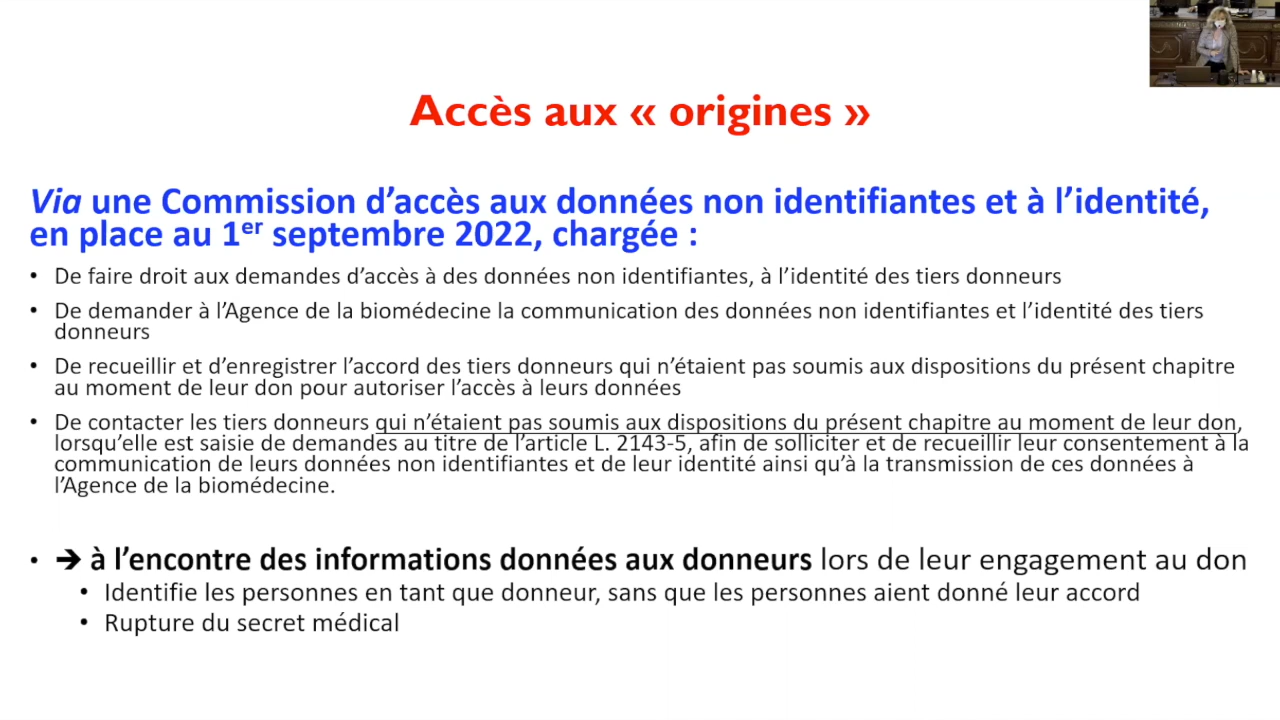 Accès aux « origines »
Via une Commission d’accès aux données non identifiantes et à l’identité,
en place au 1er septembre 2022, chargée :
• De faire droit aux demandes d’accès à des données non identifiantes, à l’identité des tiers donneurs
• De demander à l’Agence de la biomédecine la communication des données non identifiantes et l’identité des tiers
donneurs
• De recueillir et d’enregistrer l’accord des tiers donneurs qui n’étaient pas soumis aux dispositions du présent chapitre
au moment de leur don pour autoriser l’accès à leurs données
• De contacter les tiers donneurs qui n’étaient pas soumis aux dispositions du présent chapitre au moment de leur don,
lorsqu’elle est saisie de demandes au titre de l’article L. 2143-5, afin de solliciter et de recueillir leur consentement à la
communication de leurs données non identifiantes et de leur identité ainsi qu’à la transmission de ces données à
l’Agence de la biomédecine.
• ➔ à l’encontre des informations données aux donneurs lors de leur engagement au don
• Identifie les personnes en tant que donneur, sans que les personnes aient donné leur accord
• Rupture du secret médical